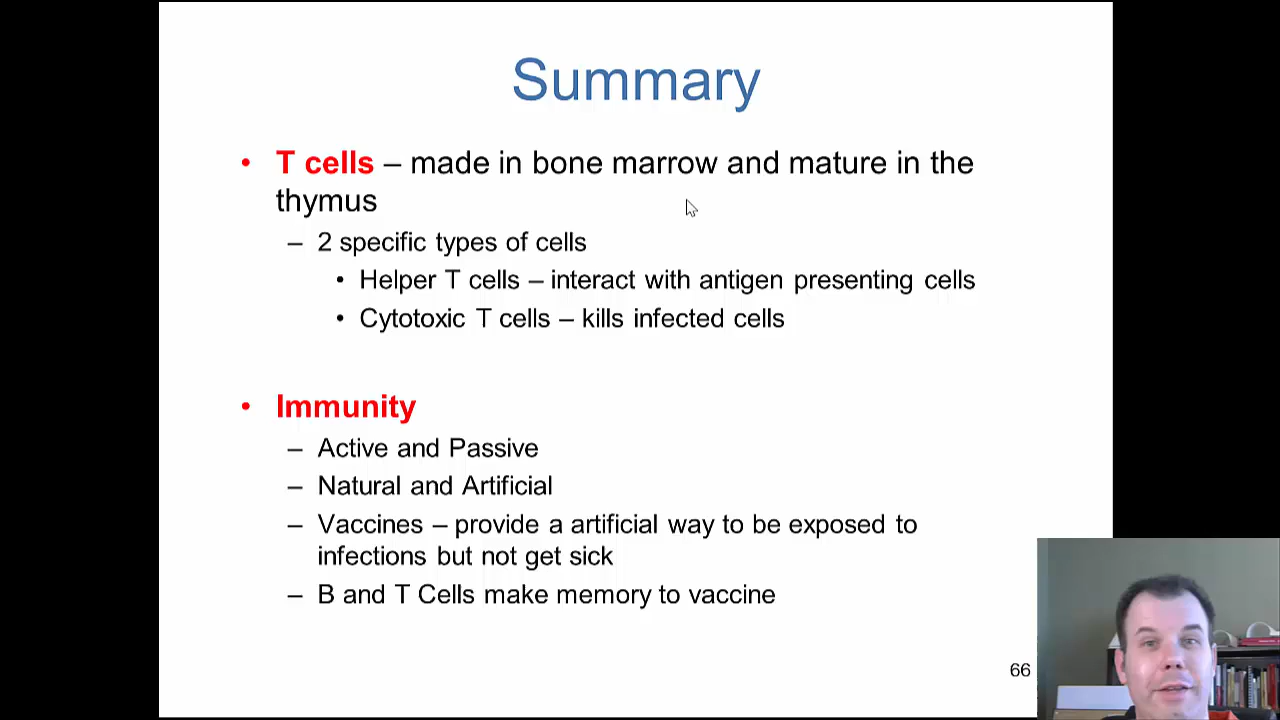 Summary
• T cells – made in bone marrow and mature in the
thymus
– 2 specific types of cells
• Helper T cells – interact with antigen presenting cells
• Cytotoxic T cells – kills infected cells
• Immunity
– Active and Passive
– Natural and Artificial
– Vaccines – provide a artificial way to be exposed to
infections but not get sick
– B and T Cells make memory to vaccine
66